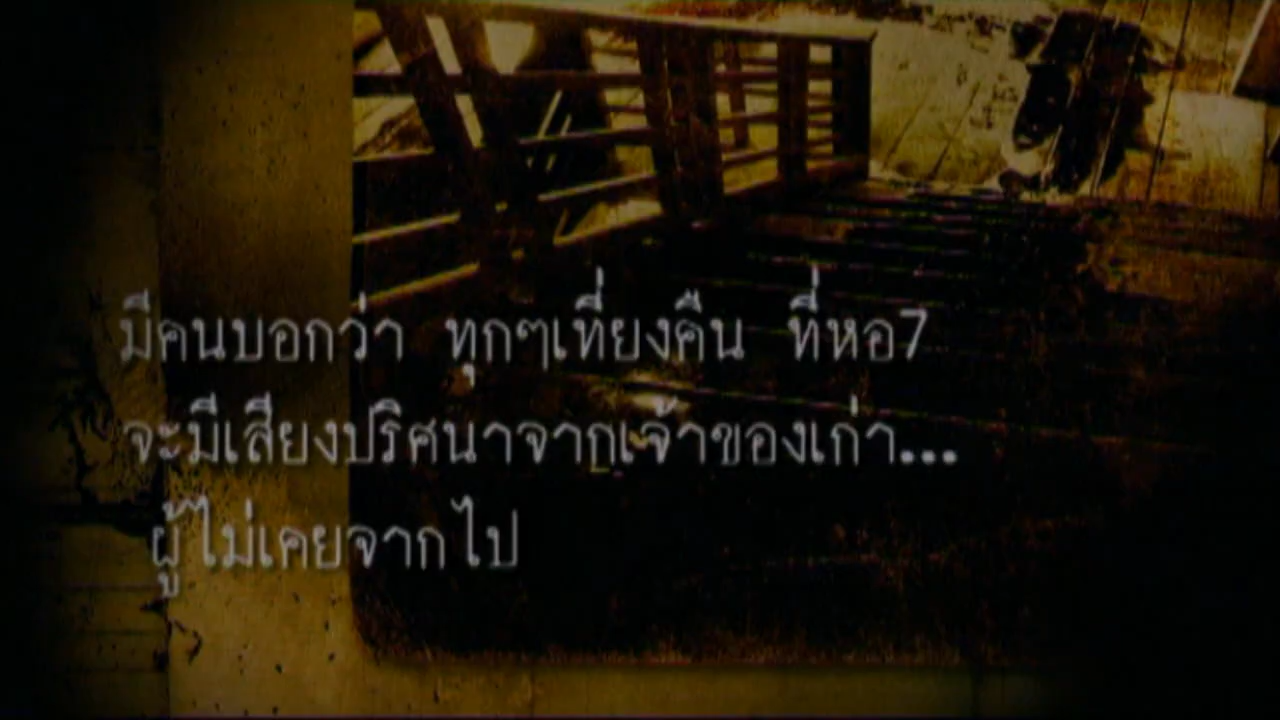 มีคนบอกว่า ทุกๆเที่ยงคืน ที่หอ7
จะมีเสียงปริศนาจากเจ้าของเก่า...
ผู้ไม่เคยจากไป